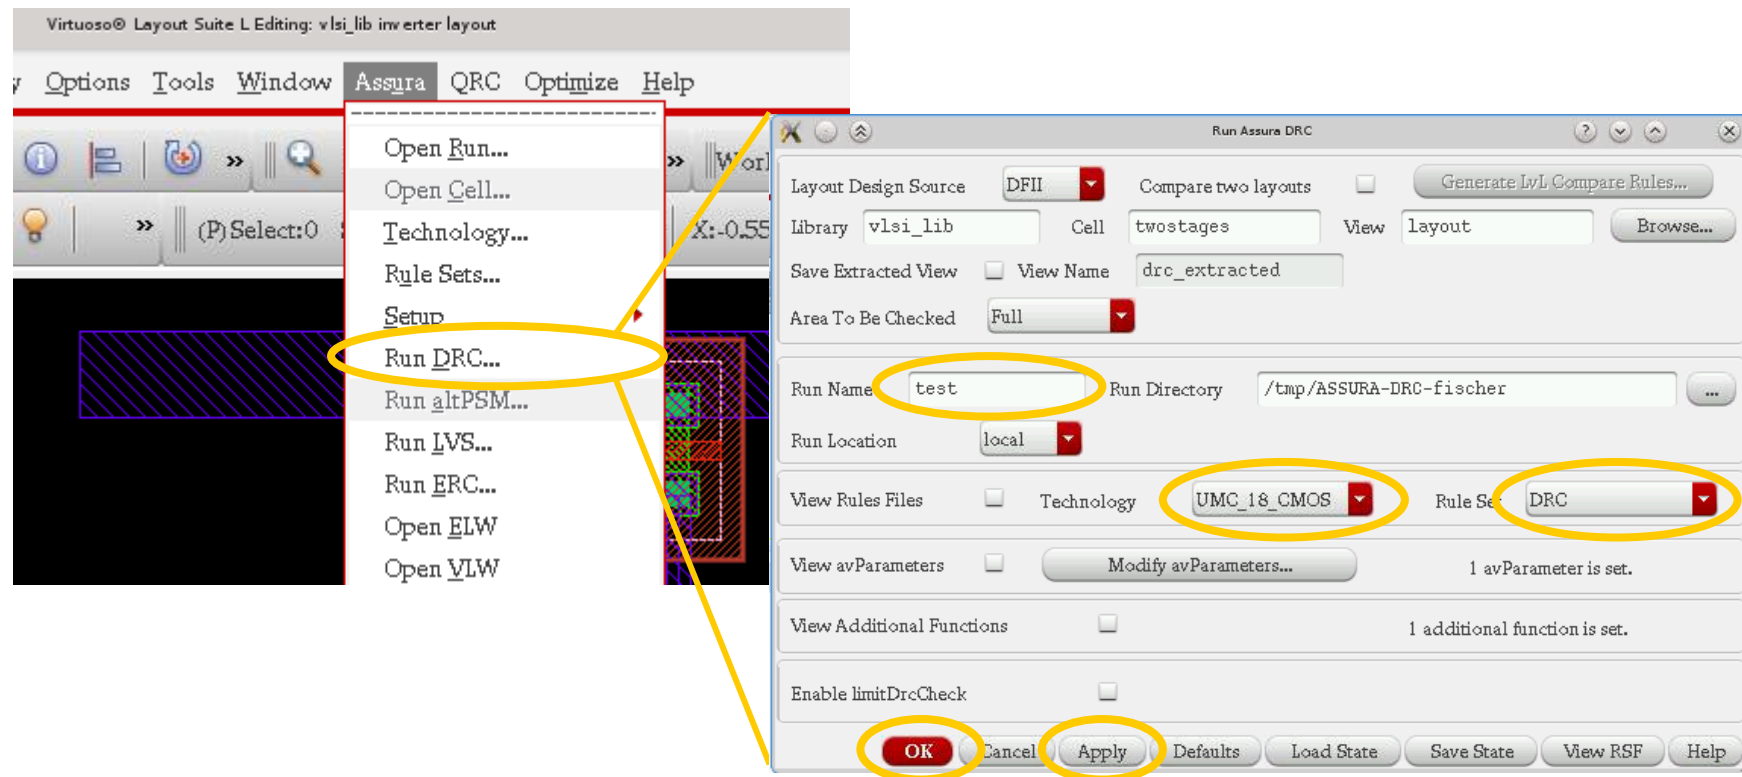 Virtuoso® Layout Suite L Editing: vlsi_lib inverter layout
y Options Tools Window Assura QRC Optimize Help
Open Run...
Open Cell...
Technology...
Rule Sets...
Setup
Run DRC...
Run altPSM...
Run LVS...
Run ERC...
Open ELW
Open VLW
» » Worl
» (P) Select:0 X:-0.55
Run Assura DRC
Layout Design Source DFII Compare two layouts Generate LvL Compare Rules...
Library vlsi_lib Cell twostages View layout Browse...
Save Extracted View View Name drc_extracted
Area To Be Checked Full
Run Name test Run Directory /tmp/ASSURA-DRC-fischer ...
Run Location local
View Rules Files Technology UMC_18_CMOS Rule Set DRC
View avParameters Modify avParameters... 1 avParameter is set.
View Additional Functions 1 additional function is set.
Enable limitDrcCheck
OK Cancel Apply Defaults Load State Save State View RSF Help